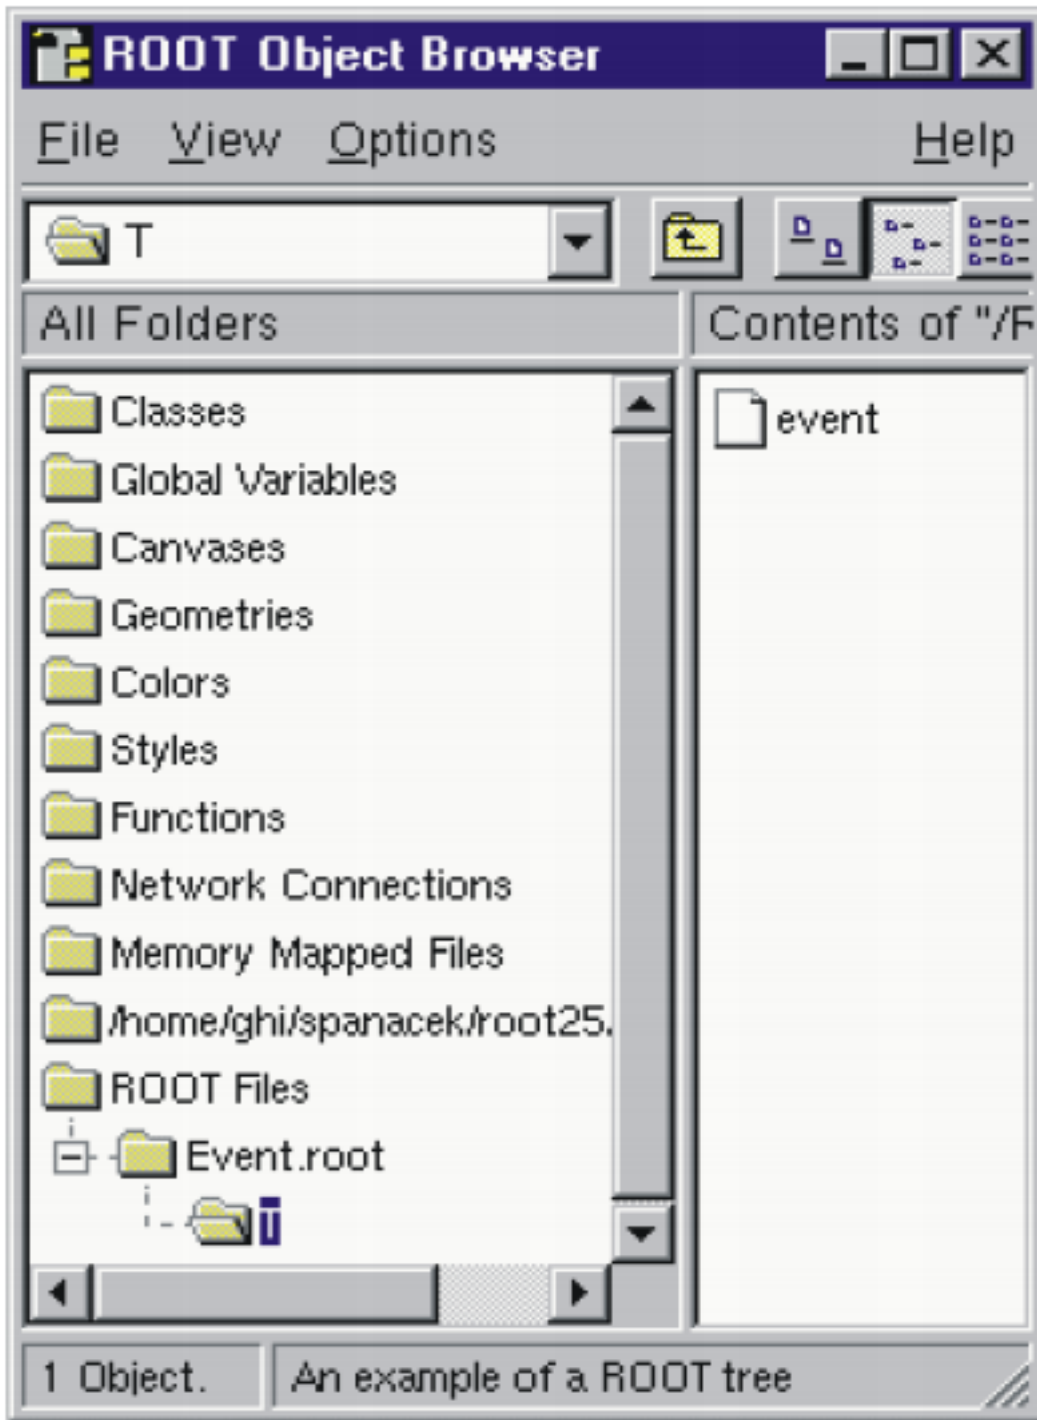 ROOT Object Browser
File View Options Help
T
All Folders
Contents of "/R
Classes
event
Global Variables
Canvases
Geometries
Colors
Styles
Functions
Network Connections
Memory Mapped Files
/home/ghi/spanacek/root25.
ROOT Files
Event.root
T
1 Object.
An example of a ROOT tree